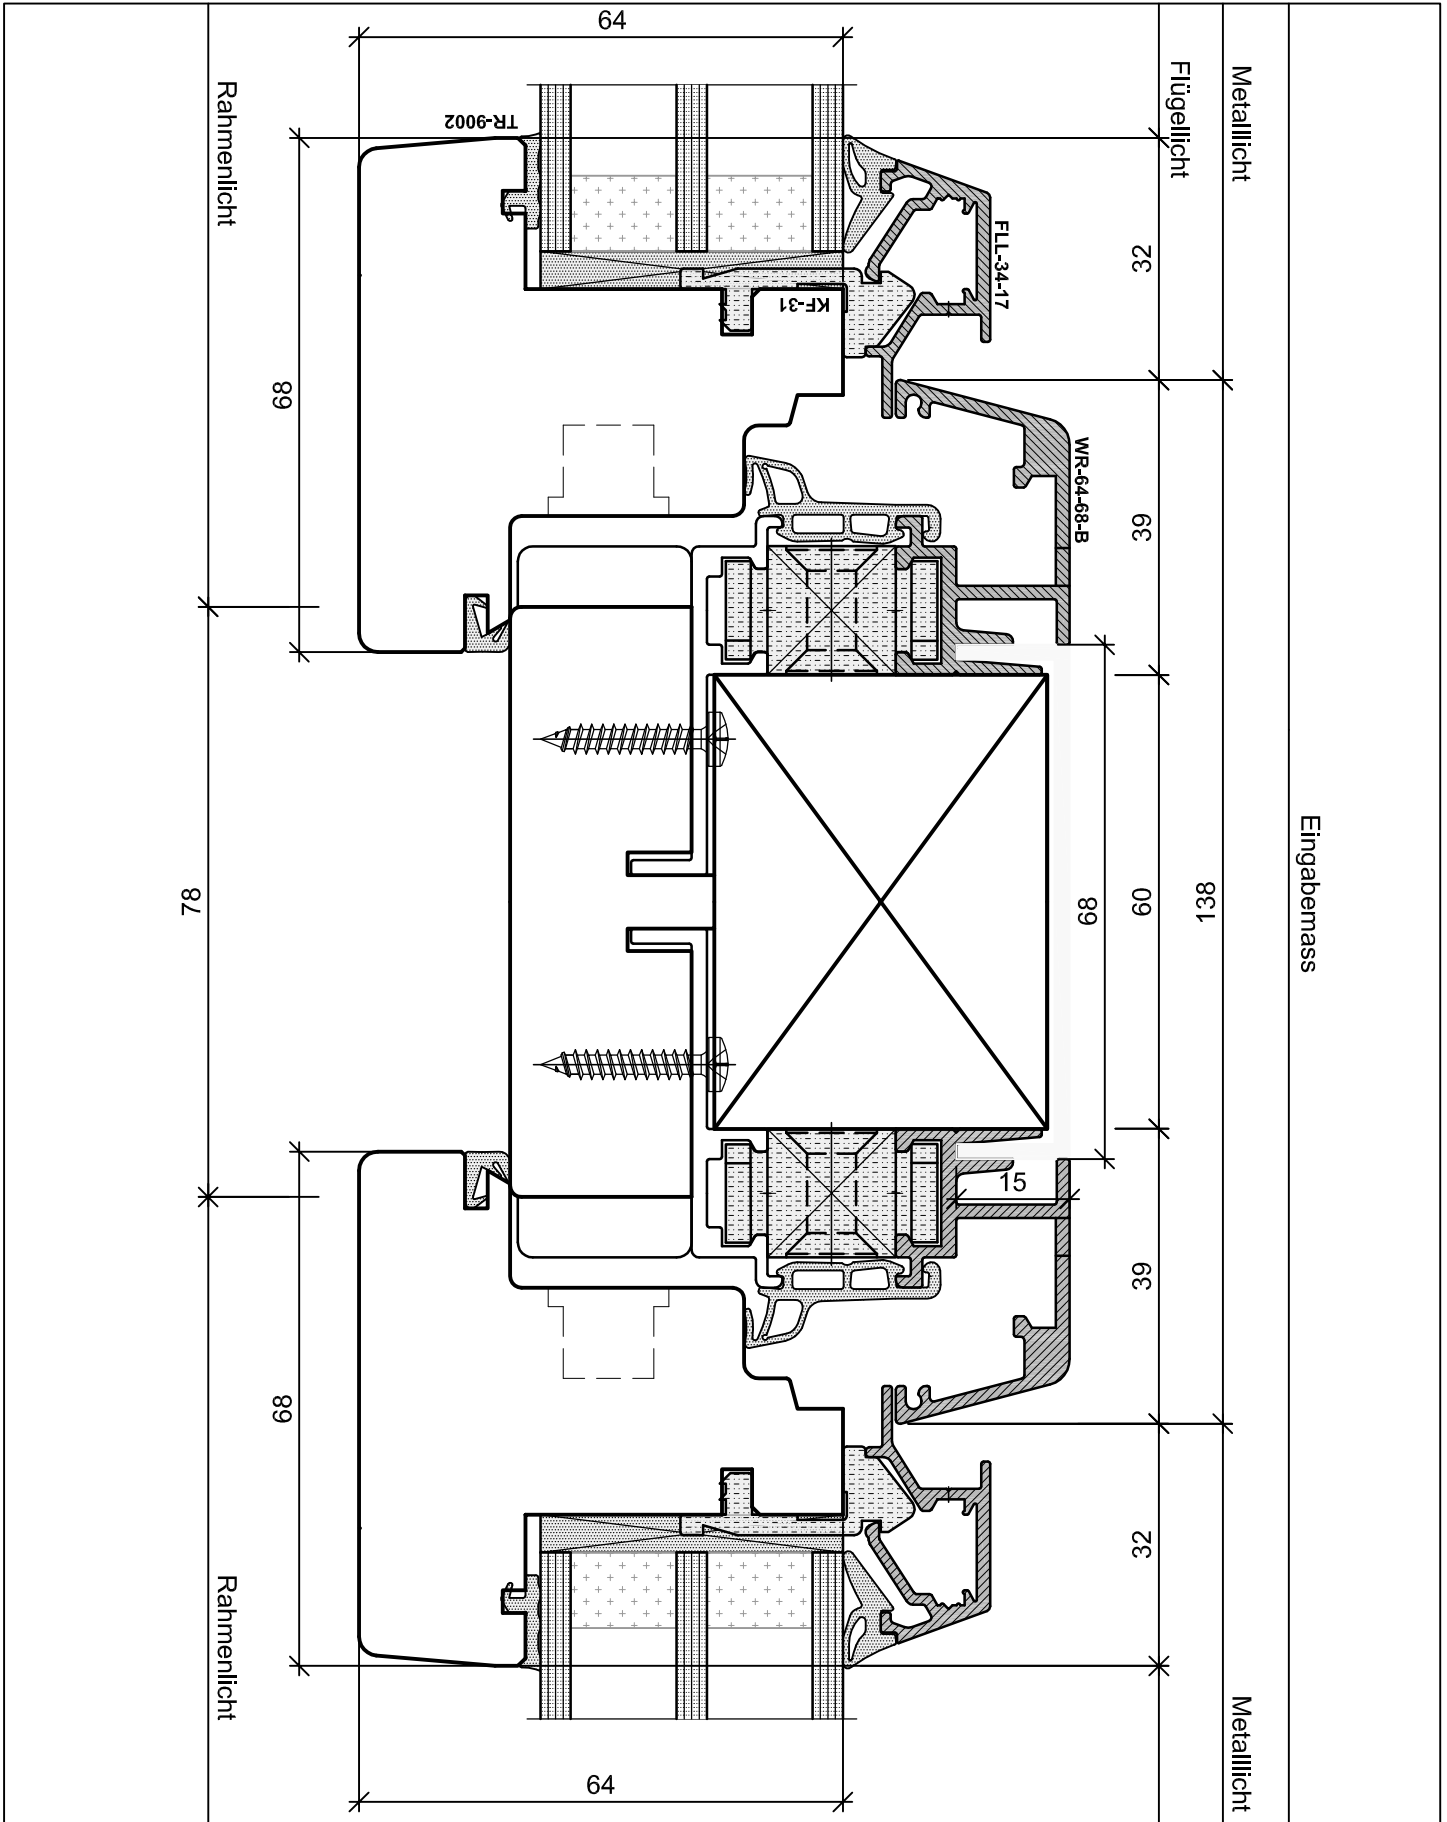 Eingabemass
Metalllicht
138
Metalllicht
Flügellicht
32
39
60
39
32
68
WR-64-68-B
15
FLL-34-17
KF-31
64
64
TR-9002
68
68
Rahmenlicht
Rahmenlicht
78